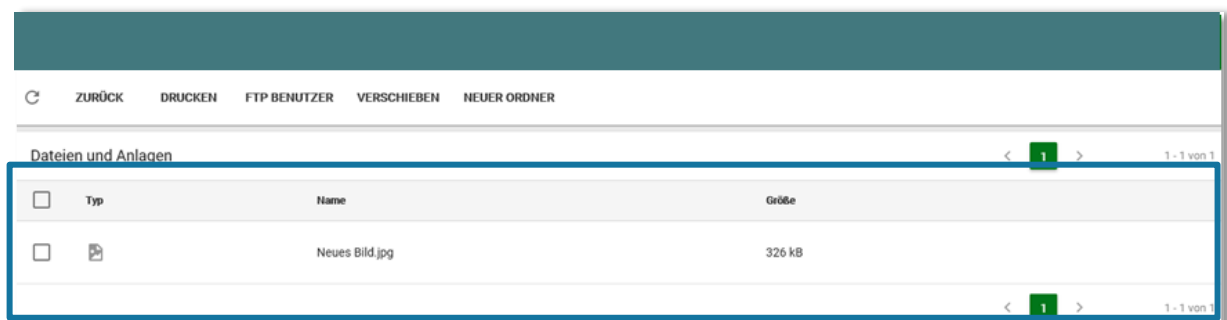 ZURÜCK DRUCKEN FTP BENUTZER VERSCHIEBEN NEUER ORDNER
Dateien und Anlagen < 1 > 1 - 1 von 1
Typ Name Größe
Neues Bild.jpg 326 kB
< 1 > 1 - 1 von 1